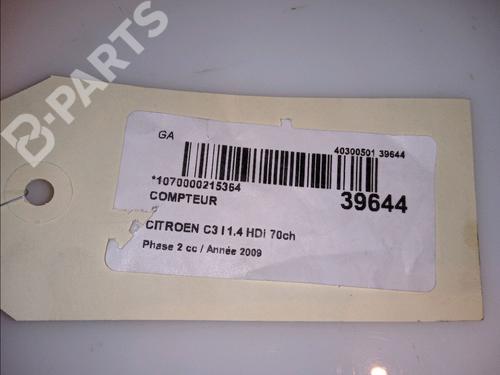 B-PARTS
GA
40300501 39644
*1070000215364
COMPTEUR
39644
CITROEN C3 I 1.4 HDi 70ch
Phase 2 cc / Année 2009